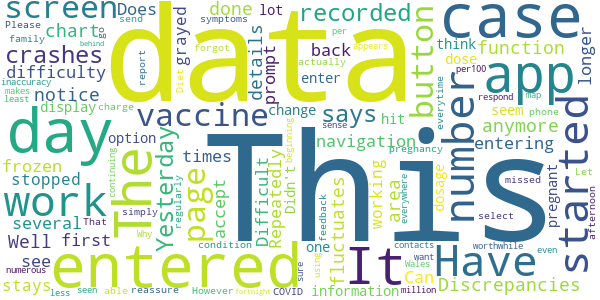 screen Does done data recorded case
send lot
Please chart grayed details prompt back think button function
family go
crashes symptoms forgot per dose
report actually appears
difficulty Diet enter app per100 longer
inaccuracy behind
makes notice vaccine change seem respond map
least display charge everytime phone
day option Yesterday says hit anymore started
sense
frozen times This navigation number entering
continuing beginning pregnancy
stopped The accept Didn't working area missed
work page Difficult Repeatedly fluctuates everywhere dosage pregnant Let
several simply regularly feedback select
That afternoon
Well first Why condition one It Have contacts worthwhile
see However sure using want even
numerous entered information Can Discrepancies
stays less seen able reassure COVID fortnight million Wales